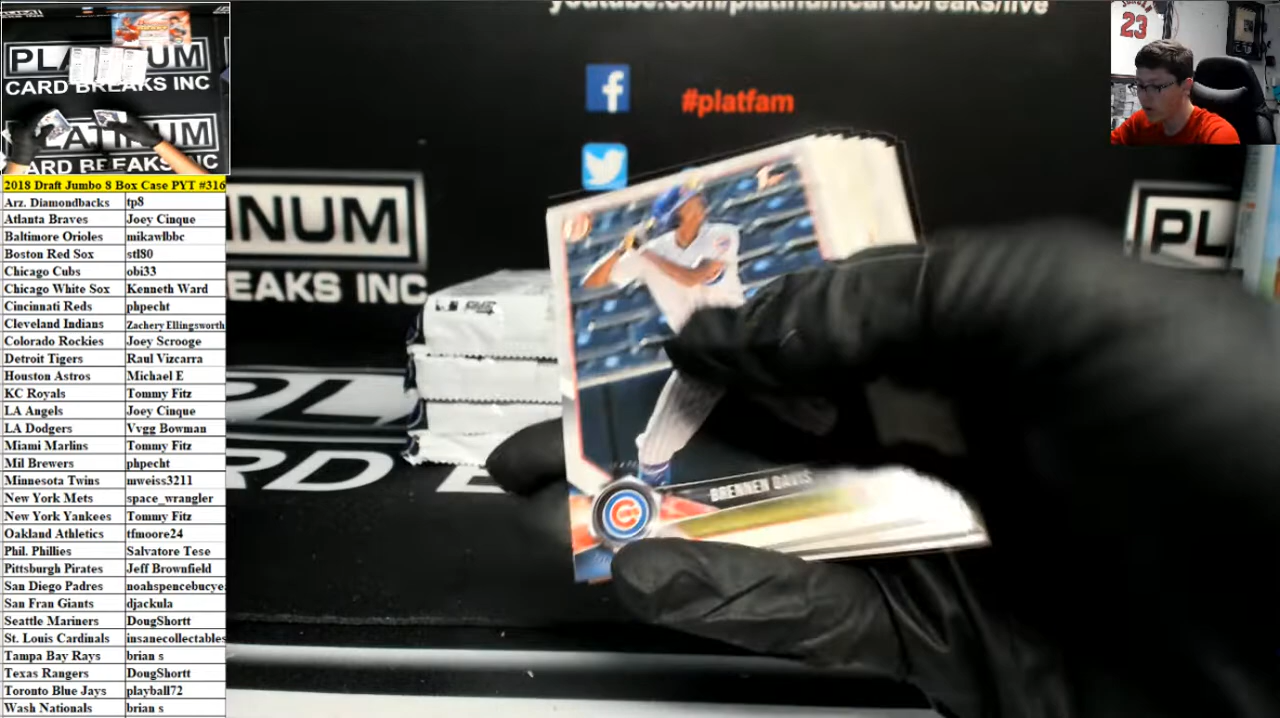 youtube.com/platinumcardbreaks/live
#platfam
23
PLATINUM
CARD BREAKS INC
2018 Draft Jumbo 8 Box Case PYT #316
Arz. Diamondbacks tp8
Atlanta Braves Joey Cinque
Baltimore Orioles mikawlbbc
Boston Red Sox stl80
Chicago Cubs obi33
Chicago White Sox Kenneth Ward
Cincinnati Reds phpecht
Cleveland Indians Zachery Ellingsworth
Colorado Rockies Joey Scrooge
Detroit Tigers Raul Vizcarra
Houston Astros Michael E
KC Royals Tommy Fitz
LA Angels Joey Cinque
LA Dodgers Vvgg Bowman
Miami Marlins Tommy Fitz
Mil Brewers phpecht
Minnesota Twins mweiss3211
New York Mets space_wrangler
New York Yankees Tommy Fitz
Oakland Athletics tfmoore24
Phil. Phillies Salvatore Tese
Pittsburgh Pirates Jeff Brownfield
San Diego Padres noahspencebucye
San Fran Giants djackula
Seattle Mariners DougShortt
St. Louis Cardinals insanecollectables
Tampa Bay Rays brian s
Texas Rangers DougShortt
Toronto Blue Jays playball72
Wash Nationals brian s
INUM
EAKS INC
PL
BRENNEN DAVIS